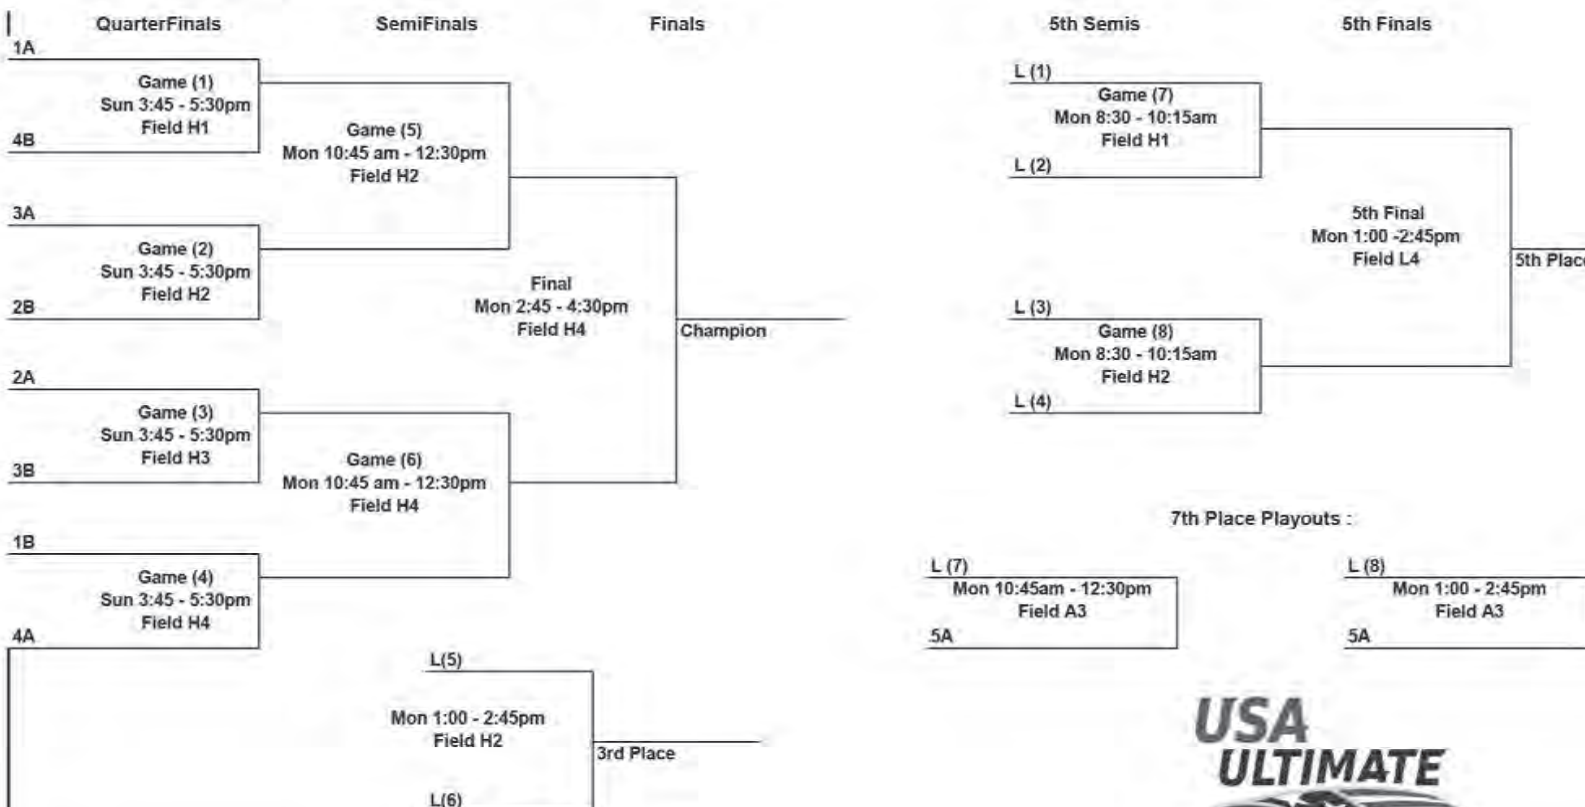 QuarterFinals
SemiFinals
Finals
1A
Game (1)
Sun 3:45 - 5:30pm
Field H1
4B
Game (5)
Mon 10:45 am - 12:30pm
Field H2
3A
Game (2)
Sun 3:45 - 5:30pm
Field H2
2B
Final
Mon 2:45 - 4:30pm
Field H4
Champion
2A
Game (3)
Sun 3:45 - 5:30pm
Field H3
3B
Game (6)
Mon 10:45 am - 12:30pm
Field H4
1B
Game (4)
Sun 3:45 - 5:30pm
Field H4
4A
L(5)
Mon 1:00 - 2:45pm
Field H2
3rd Place
L(6)
5th Semis
5th Finals
L (1)
Game (7)
Mon 8:30 - 10:15am
Field H1
L (2)
5th Final
Mon 1:00 -2:45pm
Field L4
5th Place
L (3)
Game (8)
Mon 8:30 - 10:15am
Field H2
L (4)
7th Place Playouts :
L (7)
Mon 10:45am - 12:30pm
Field A3
5A
L (8)
Mon 1:00 - 2:45pm
Field A3
5A
USA
ULTIMATE